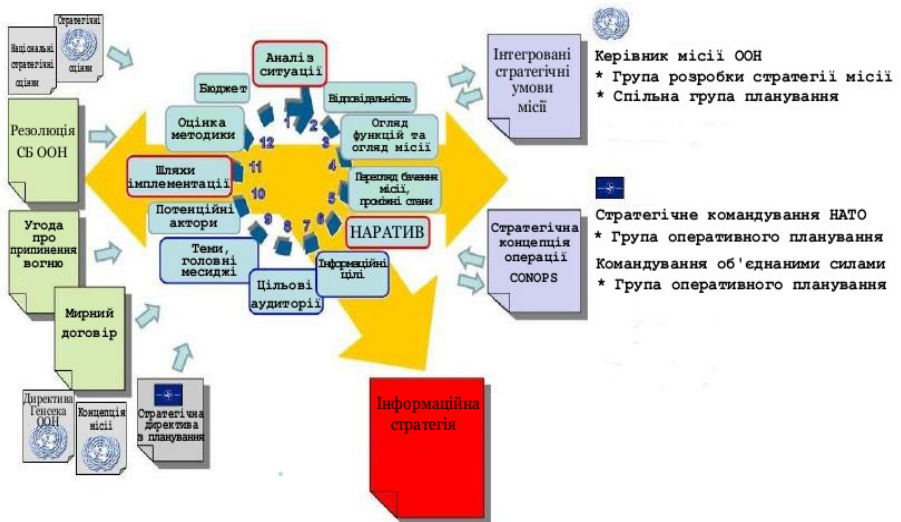 Національні
стратегічні
оцінки
Стратегічні
оцінки
Резолюція
СБ ООН
Угода
про
припинення
вогню
Мирний
договір
Директива
Генсека
ООН
Концепція
місії
Стратегічна
директива
з планування
Аналіз
ситуації
Відповідальність
Огляд
функцій та
огляд місії
Перегляд бачення
місії,
проміжні стани
НАРАТИВ
Інформаційні
цілі
Цільові
аудиторії
Теми,
головні
месиджі
Потенційні
актори
Шляхи
імплементації
Оцінка
методики
Бюджет
1
2
3
4
5
6
7
8
9
10
11
12
Інтегровані
стратегічні
умови
місії
Стратегічна
концепція
операції
CONOPS
Інформаційна
стратегія
Керівник місії ООН
* Група розробки стратегії місії
* Спільна група планування
Стратегічне командування НАТО
* Група оперативного планування
Командування об'єднаними силами
* Група оперативного планування